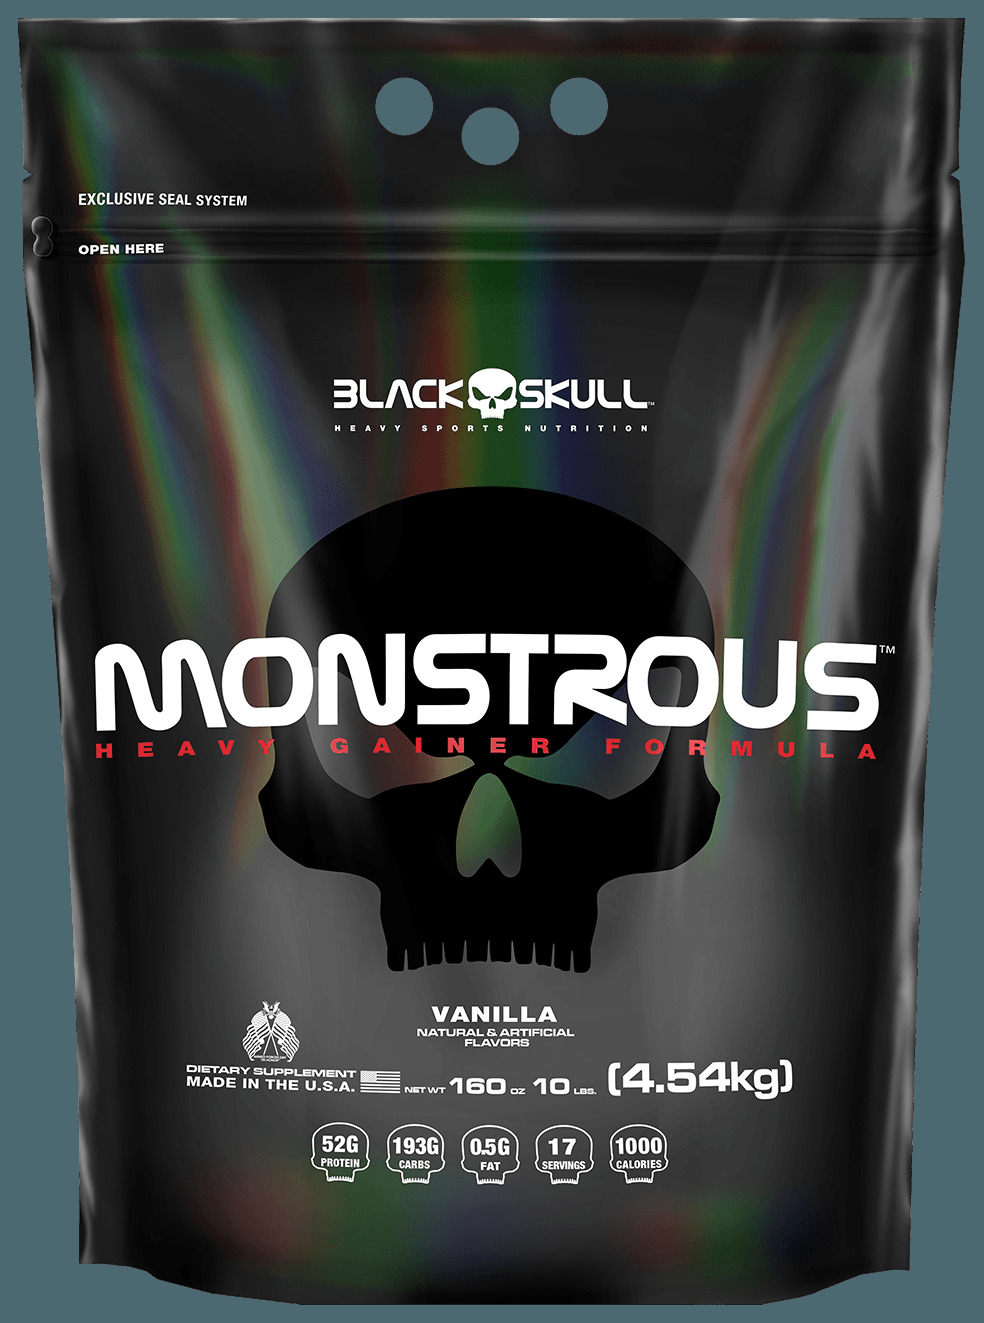 EXCLUSIVE SEAL SYSTEM
OPEN HERE
BLACK SKULL™
HEAVY SPORTS NUTRITION
MONSTROUS™
HEAVY GAINER FORMULA
VANILLA
NATURAL & ARTIFICIAL
FLAVORS
DIETARY SUPPLEMENT
MADE IN THE U.S.A.
NET WT 160 OZ 10 LBS. (4.54kg)
52G PROTEIN
193G CARBS
0.5G FAT
17 SERVINGS
1000 CALORIES